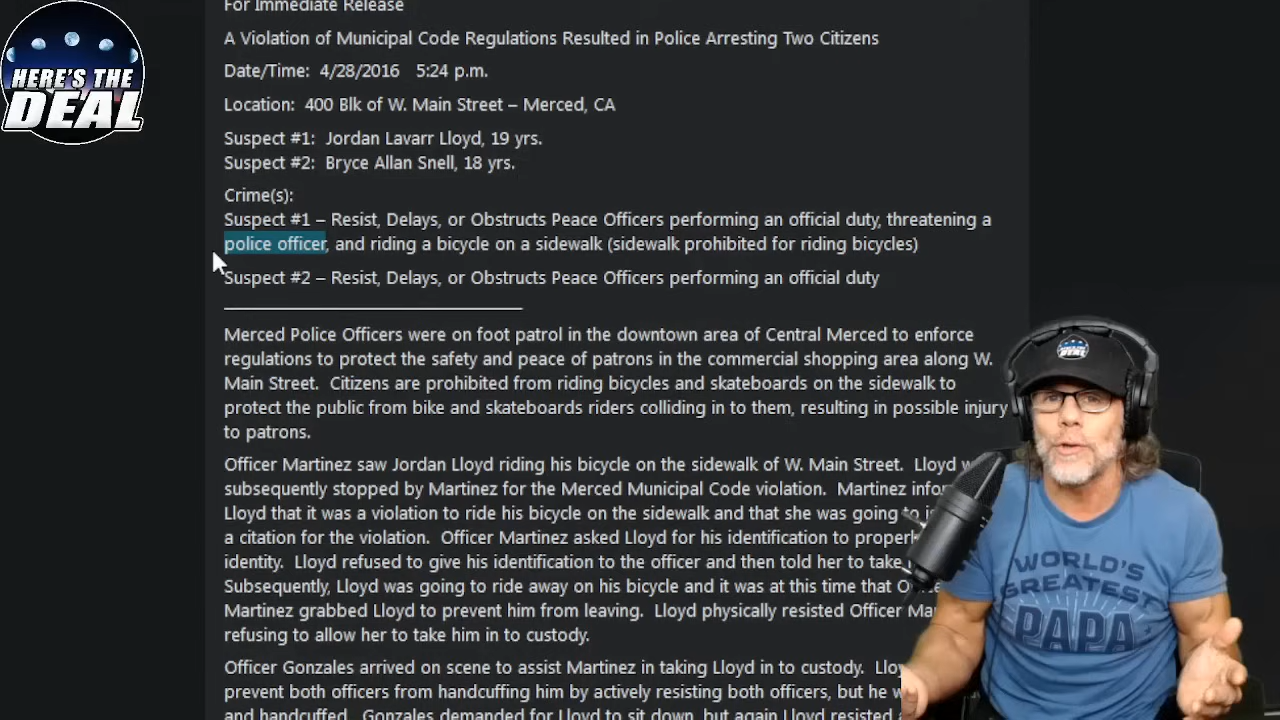 For Immediate Release
HERE'S THE
DEAL
A Violation of Municipal Code Regulations Resulted in Police Arresting Two Citizens
Date/Time: 4/28/2016 5:24 p.m.
Location: 400 Blk of W. Main Street – Merced, CA
Suspect #1: Jordan Lavarr Lloyd, 19 yrs.
Suspect #2: Bryce Allan Snell, 18 yrs.
Crime(s):
Suspect #1 – Resist, Delays, or Obstructs Peace Officers performing an official duty, threatening a
police officer, and riding a bicycle on a sidewalk (sidewalk prohibited for riding bicycles)
Suspect #2 – Resist, Delays, or Obstructs Peace Officers performing an official duty
Merced Police Officers were on foot patrol in the downtown area of Central Merced to enforce
regulations to protect the safety and peace of patrons in the commercial shopping area along W.
Main Street. Citizens are prohibited from riding bicycles and skateboards on the sidewalk to
protect the public from bike and skateboards riders colliding in to them, resulting in possible injury
to patrons.
Officer Martinez saw Jordan Lloyd riding his bicycle on the sidewalk of W. Main Street. Lloyd
subsequently stopped by Martinez for the Merced Municipal Code violation. Martinez
Lloyd that it was a violation to ride his bicycle on the sidewalk and that she was going to
a citation for the violation. Officer Martinez asked Lloyd for his identification to
identity. Lloyd refused to give his identification to the officer and then told her to take
Subsequently, Lloyd was going to ride away on his bicycle and it was at this time that
Martinez grabbed Lloyd to prevent him from leaving. Lloyd physically resisted Officer
refusing to allow her to take him in to custody.
Officer Gonzales arrived on scene to assist Martinez in taking Lloyd in to custody.
prevent both officers from handcuffing him by actively resisting both officers, but he
and handcuffed. Gonzales demanded for Lloyd to sit down, but again Lloyd resisted
HERE'S THE
DEAL
WORLD'S
GREATEST
PAPA